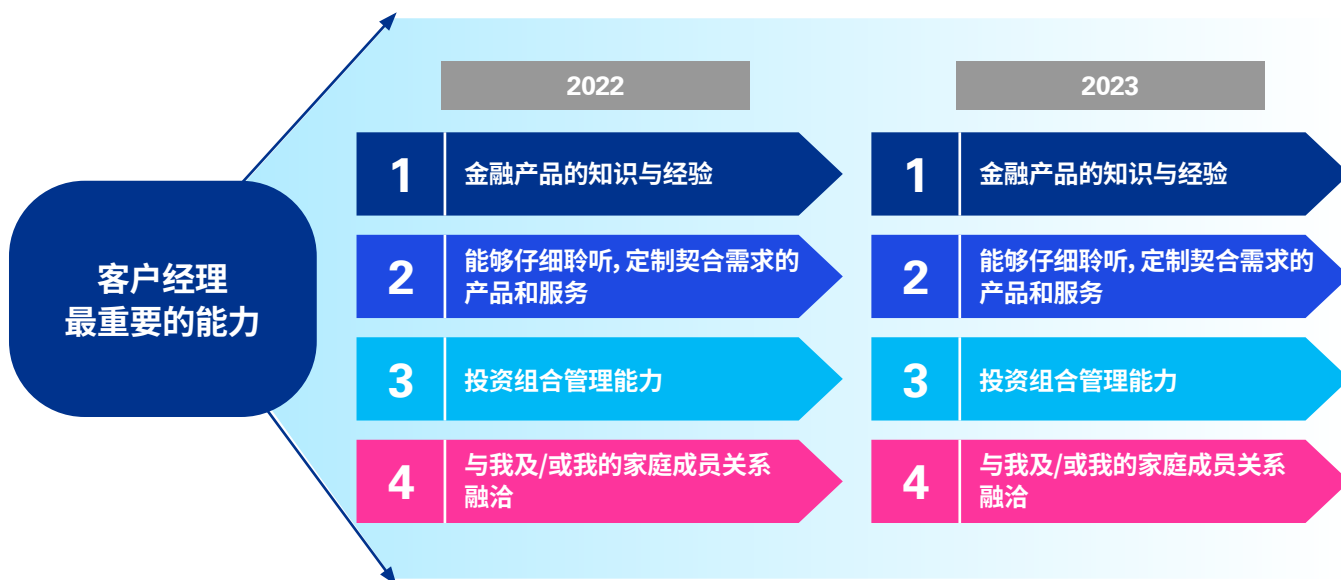 客户经理
最重要的能力
2022
1
金融产品的知识与经验
2
能够仔细聆听, 定制契合需求的
产品和服务
3
投资组合管理能力
4
与我及/或我的家庭成员关系
融洽
2023
1
金融产品的知识与经验
2
能够仔细聆听, 定制契合需求的
产品和服务
3
投资组合管理能力
4
与我及/或我的家庭成员关系
融洽